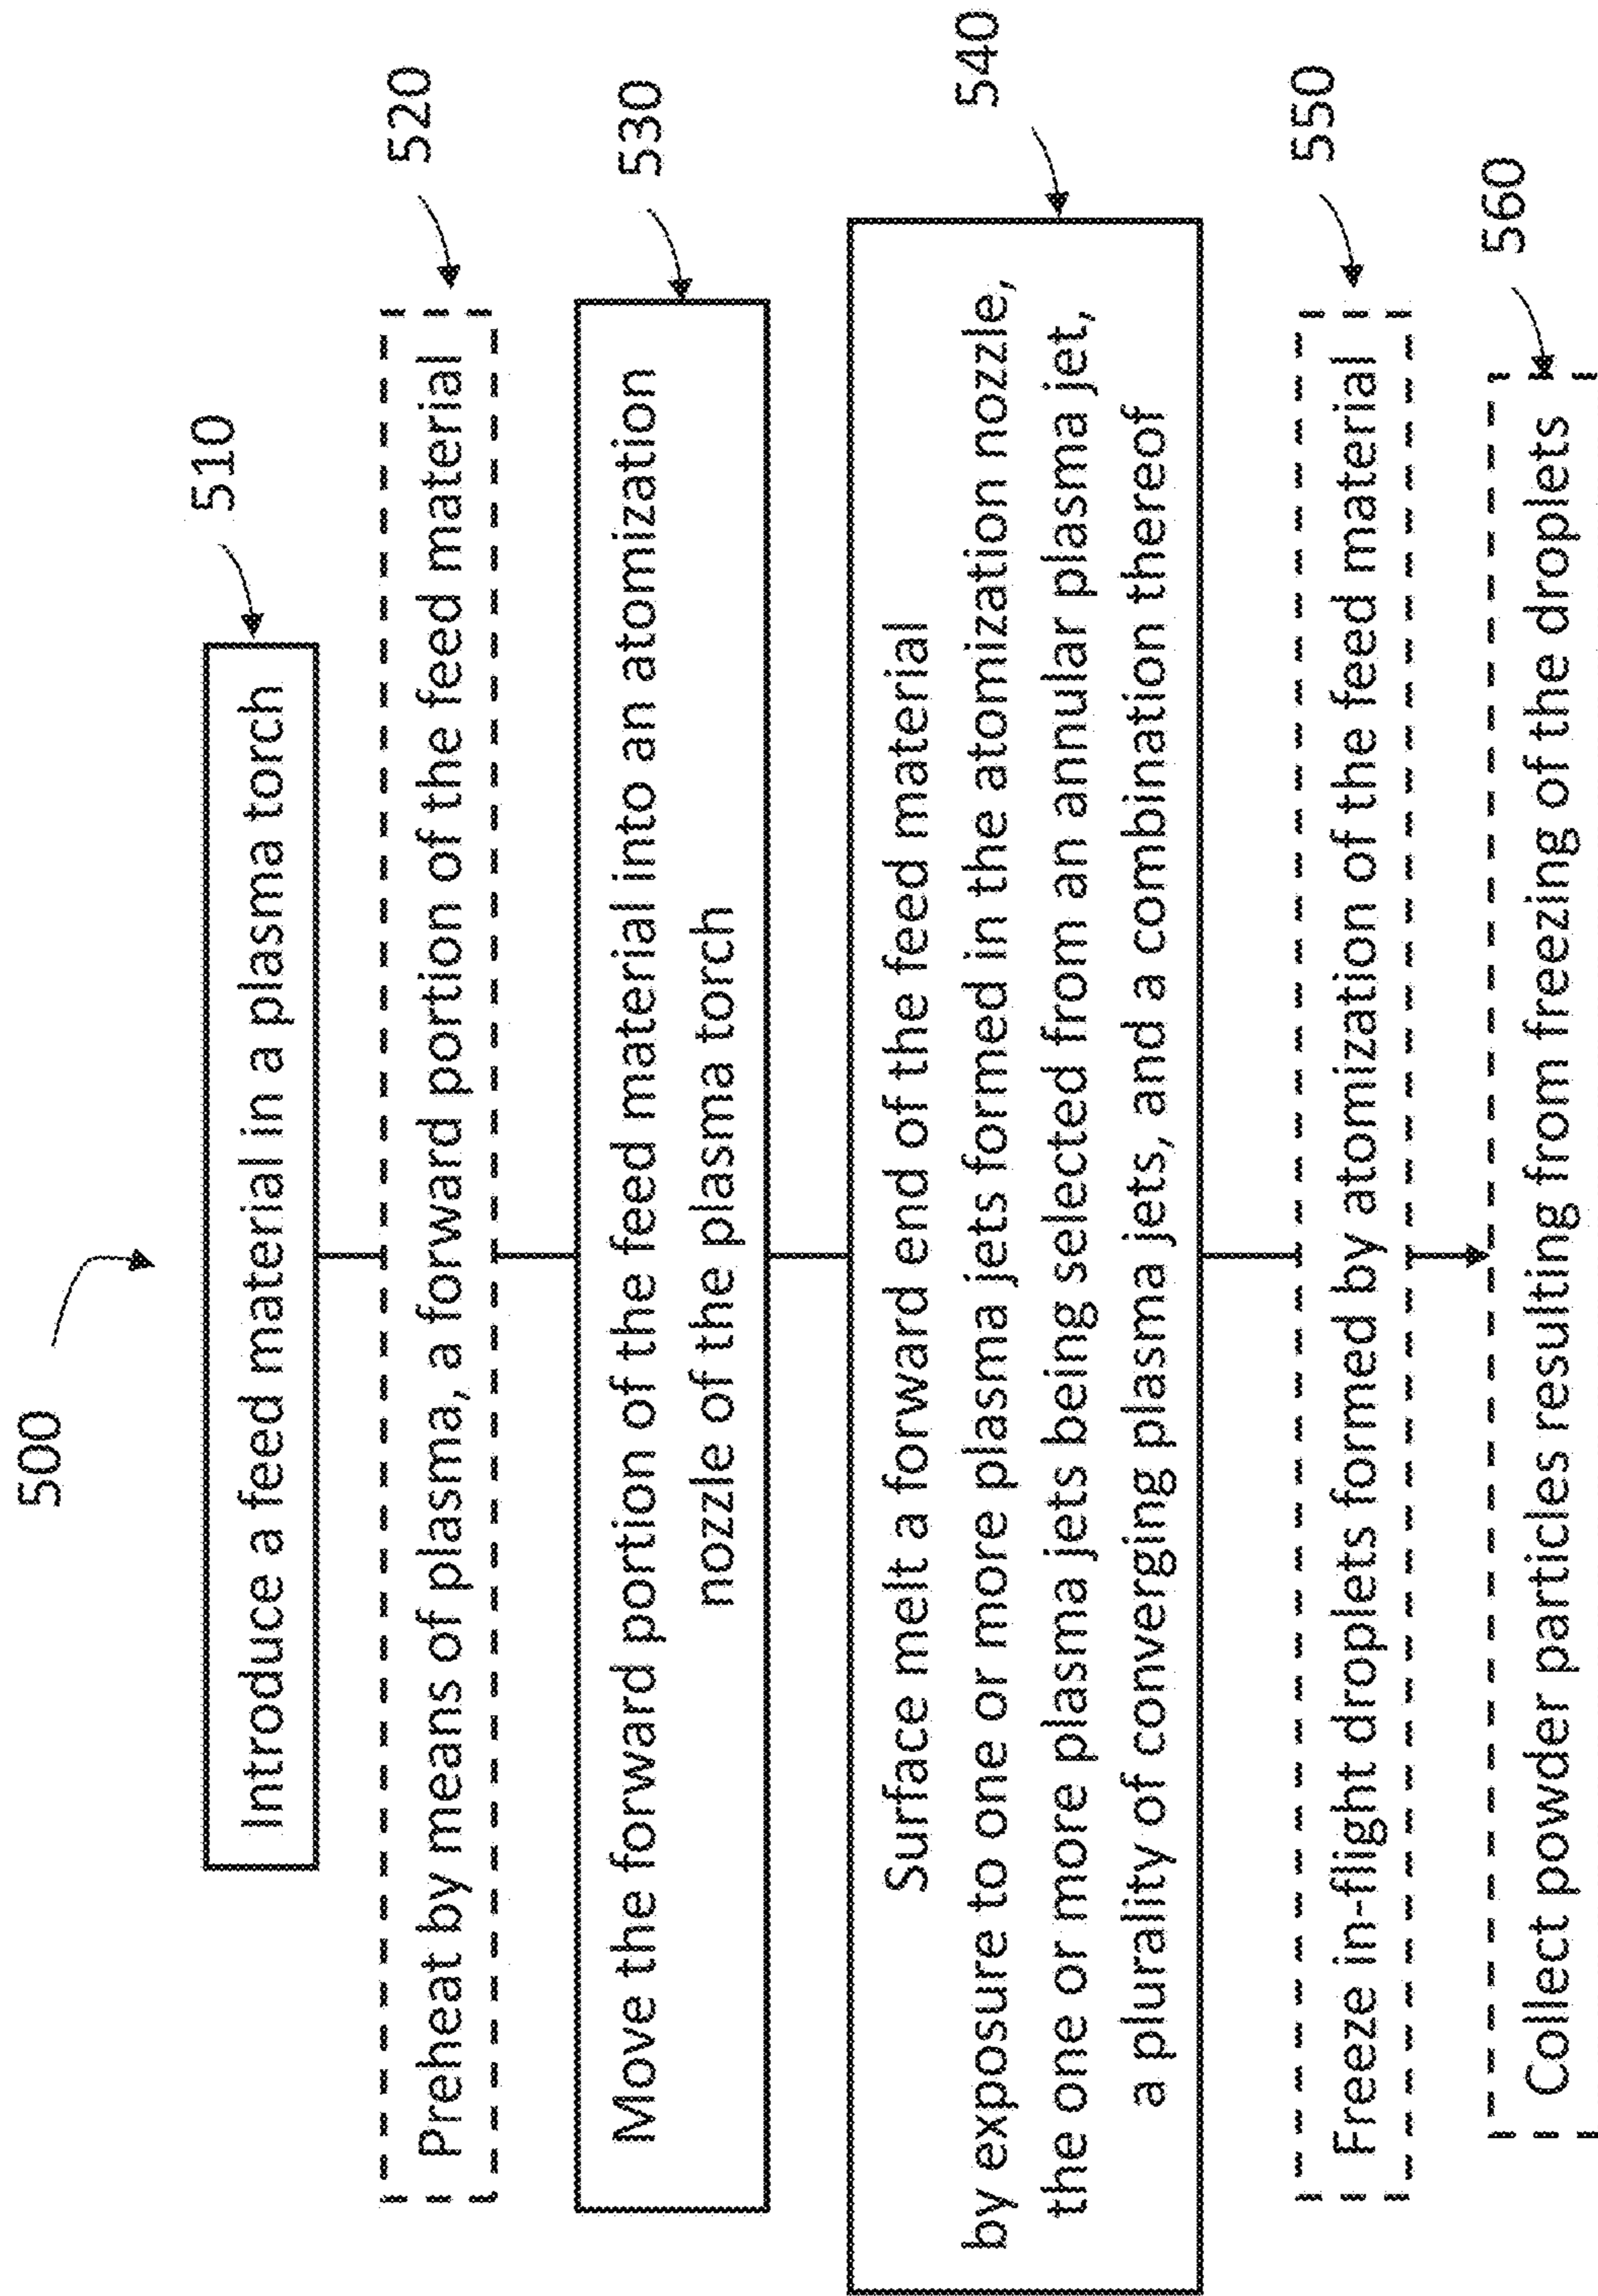 500
510
Introduce a feed material in a plasma torch
520
Preheat by means of plasma, a forward portion of the feed material
530
Move the forward portion of the feed material into an atomization
nozzle of the plasma torch
540
Surface melt a forward end of the feed material
by exposure to one or more plasma jets formed in the atomization nozzle,
the one or more plasma jets being selected from an annular plasma jet,
a plurality of converging plasma jets, and a combination thereof
550
Freeze in-flight droplets formed by atomization of the feed material
560
Collect powder particles resulting from freezing of the droplets